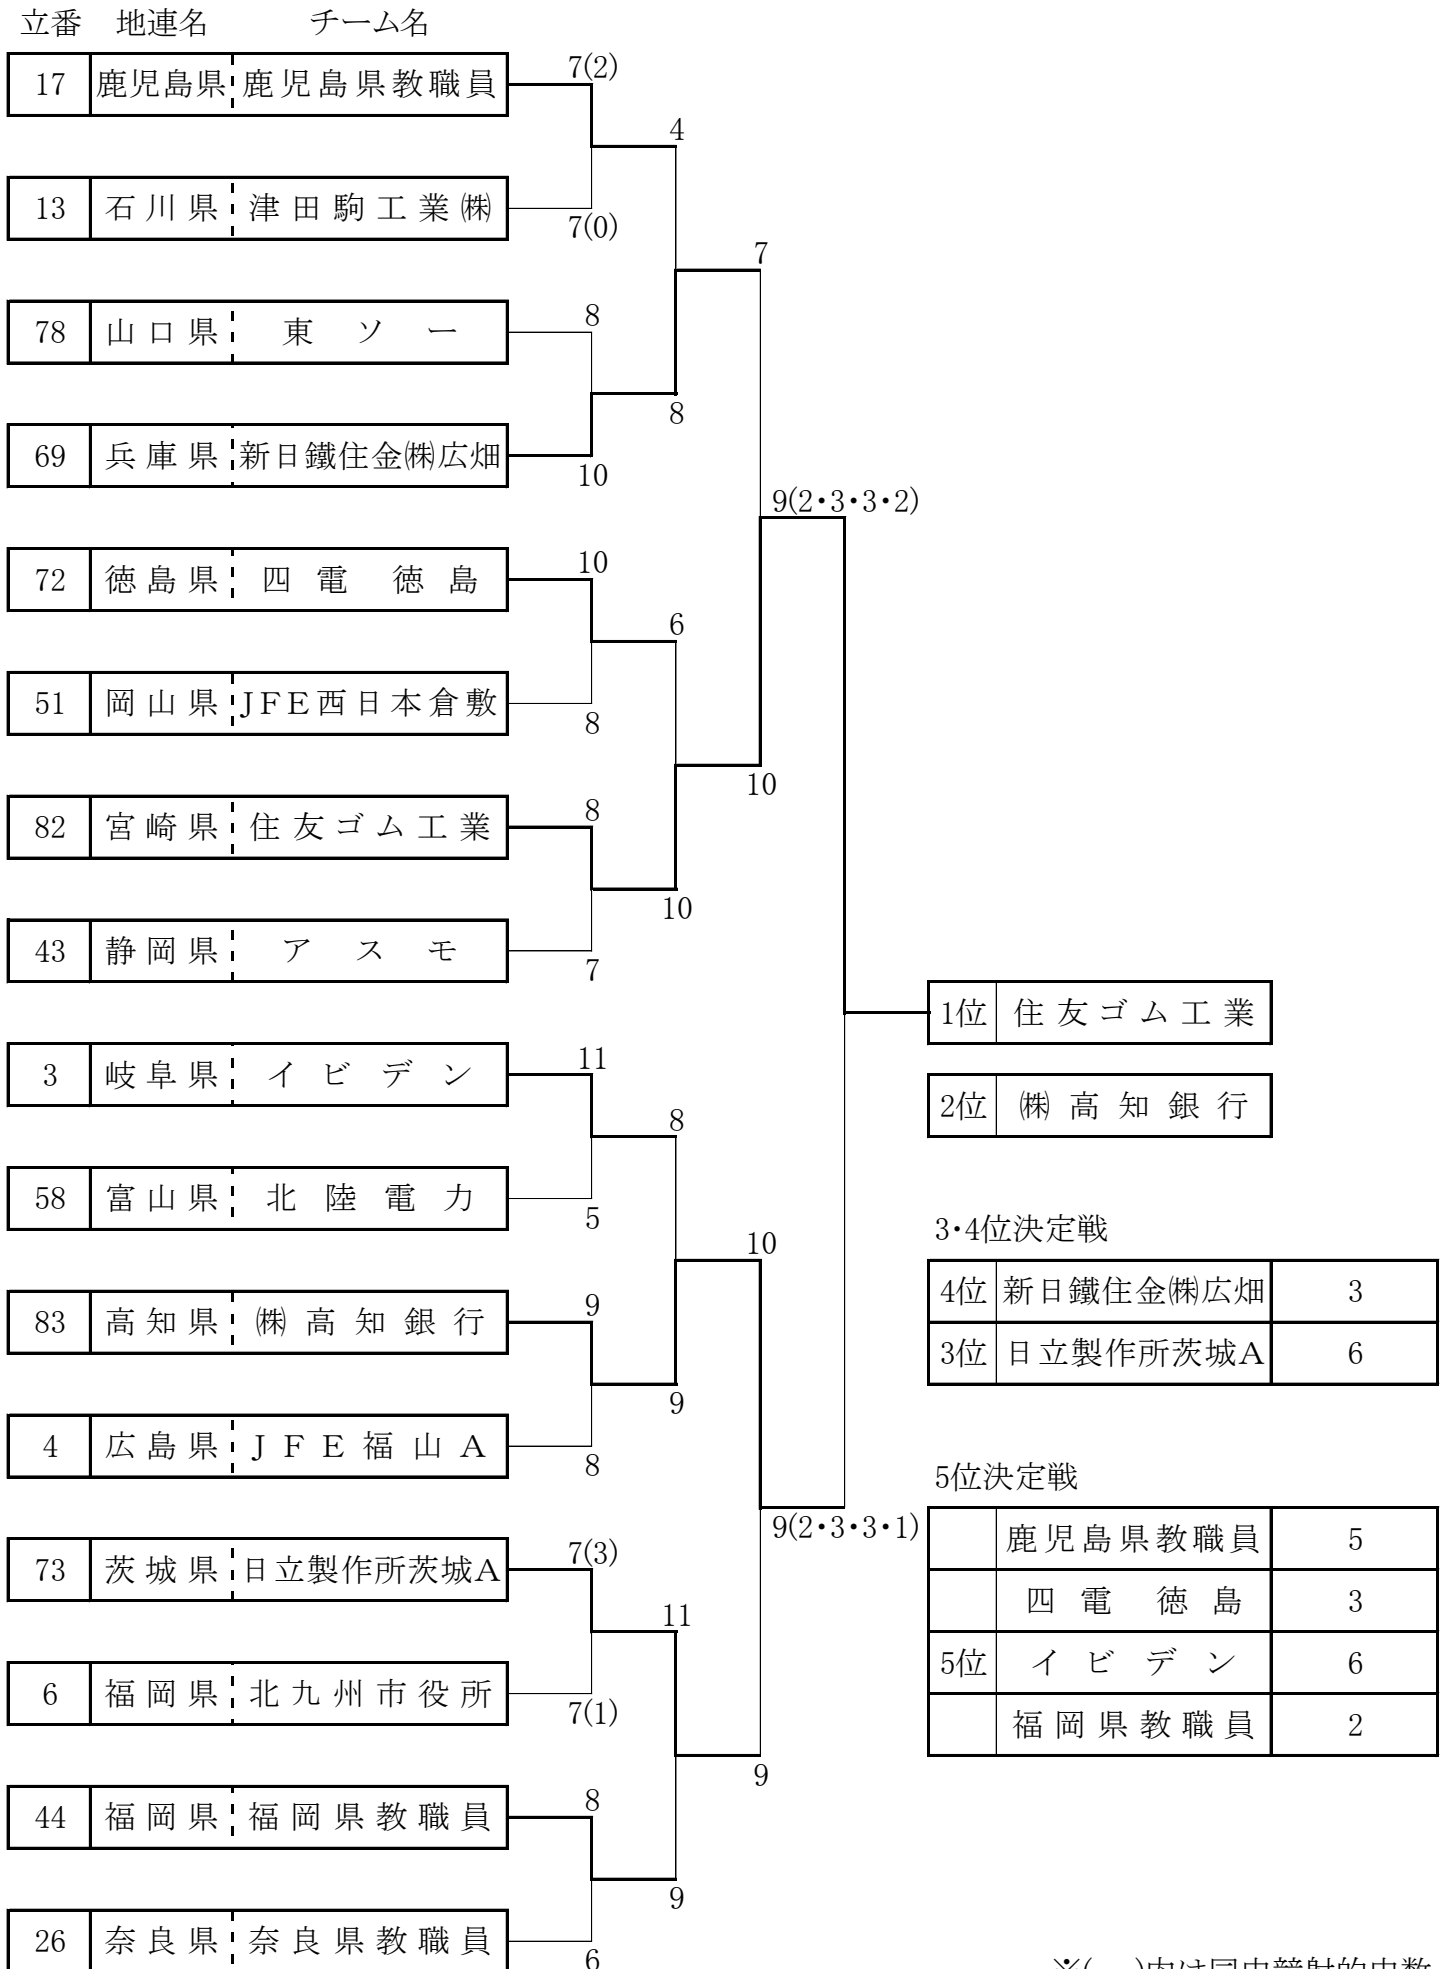 立番 地連名 チーム名
7(2)
17 鹿児島県 鹿児島県教職員
4
13 石川県 津田駒工業㈱
7(0)
7
8
78 山口県 東ソー
8
69 兵庫県 新日鐵住金㈱広畑
10
9(2・3・3・2)
10
72 徳島県 四電 徳島
6
51 岡山県 JFE西日本倉敷
8
10
8
82 宮崎県 住友ゴム工業
10
43 静岡県 アスモ
7
1位 住友ゴム工業
11
3 岐阜県 イビデン
2位 ㈱高知銀行
8
58 富山県 北陸電力
5
3・4位決定戦
10
4位 新日鐵住金㈱広畑 3
9
83 高知県 ㈱高知銀行
3位 日立製作所茨城A 6
9
4 広島県 JFE福山A
8
5位決定戦
9(2・3・3・1)
鹿児島県教職員 5
7(3)
73 茨城県 日立製作所茨城A
四電 徳島 3
11
5位 イビデン 6
6 福岡県 北九州市役所
7(1)
福岡県教職員 2
9
8
44 福岡県 福岡県教職員
9
26 奈良県 奈良県教職員
6
※( )内は同中競射的中数